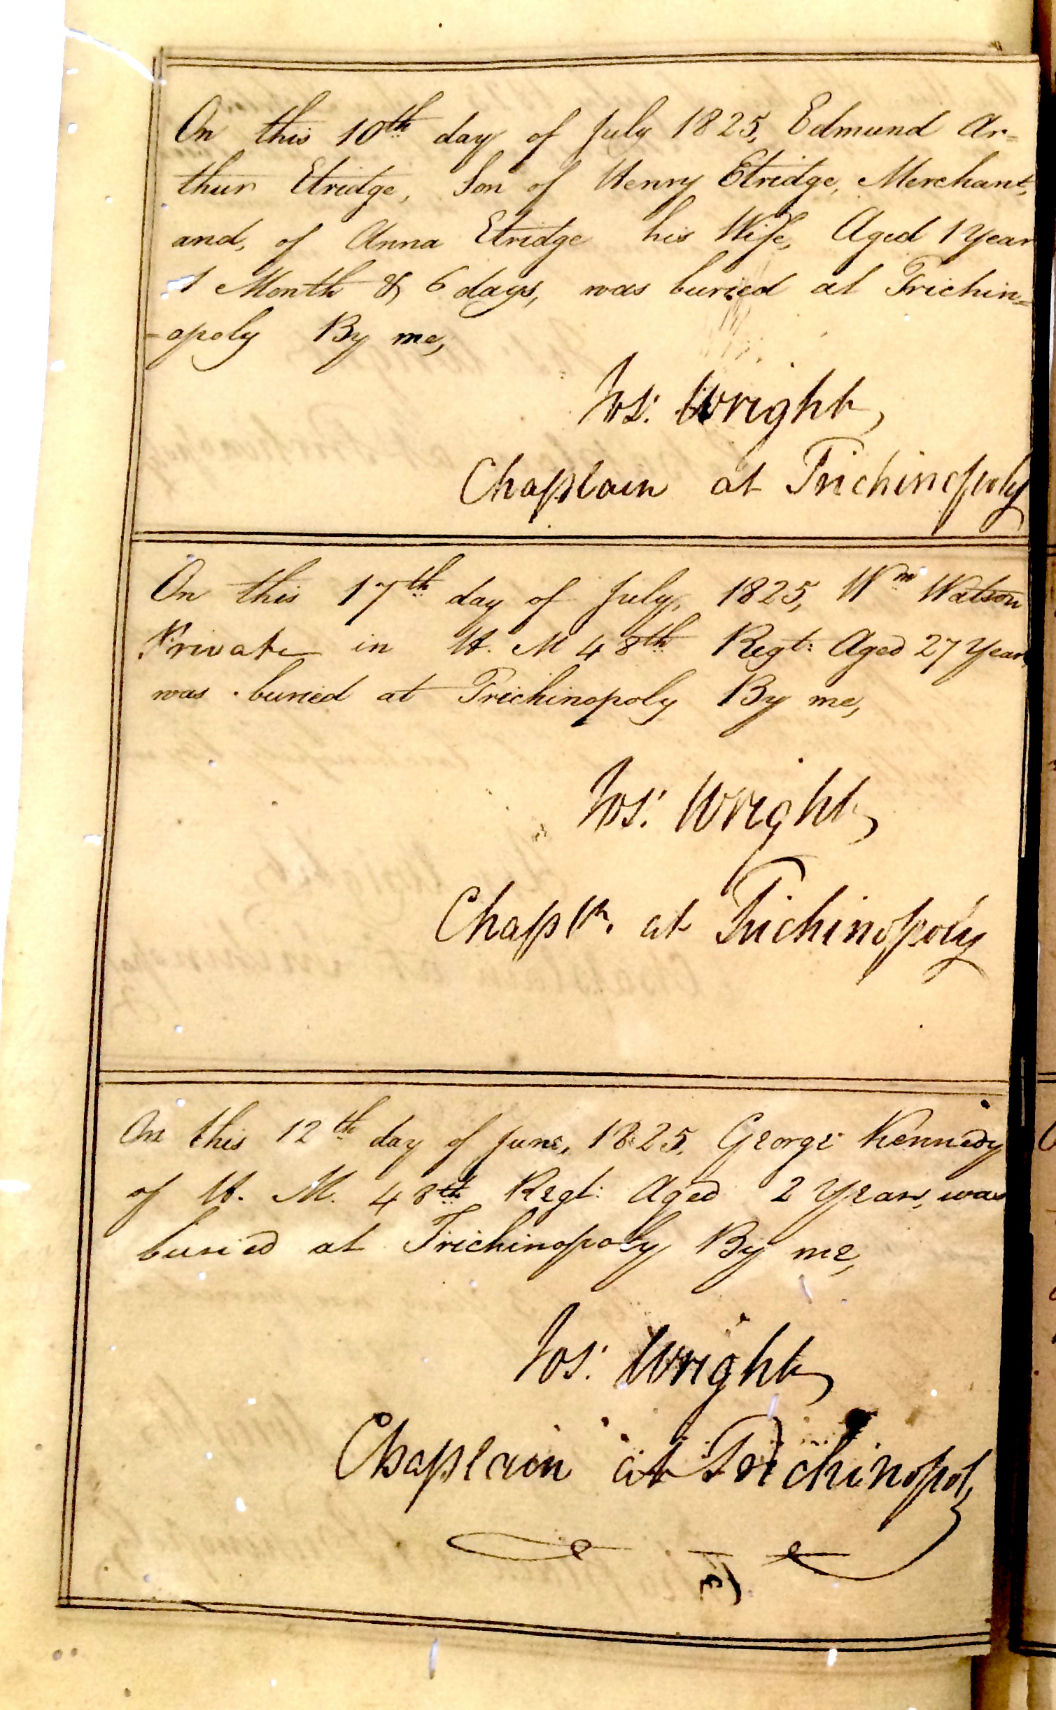 On this 10th day of July 1825, Edmund Ar=
thur Etridge, Son of Henry Etridge, Merchant,
and, of Anna Etridge his Wife, Aged 1 Year
1 Month & 6 days, was buried at Trichin=
-opoly By me,
Jos: Wright,
Chaplain at Trichinopoly
On this 17th day of July, 1825, Wm Watson
Private in H. M 48th Regt: Aged 27 Years
was buried at Trichinopoly By me,
Jos: Wright,
Chapln. at Trichinopoly
On this 12th day of June, 1825, George Kennedy
of H. M. 48th Regt: Aged 2 Years, was
buried at Trichinopoly By me,
Jos: Wright,
Chaplain at Trichinopoly